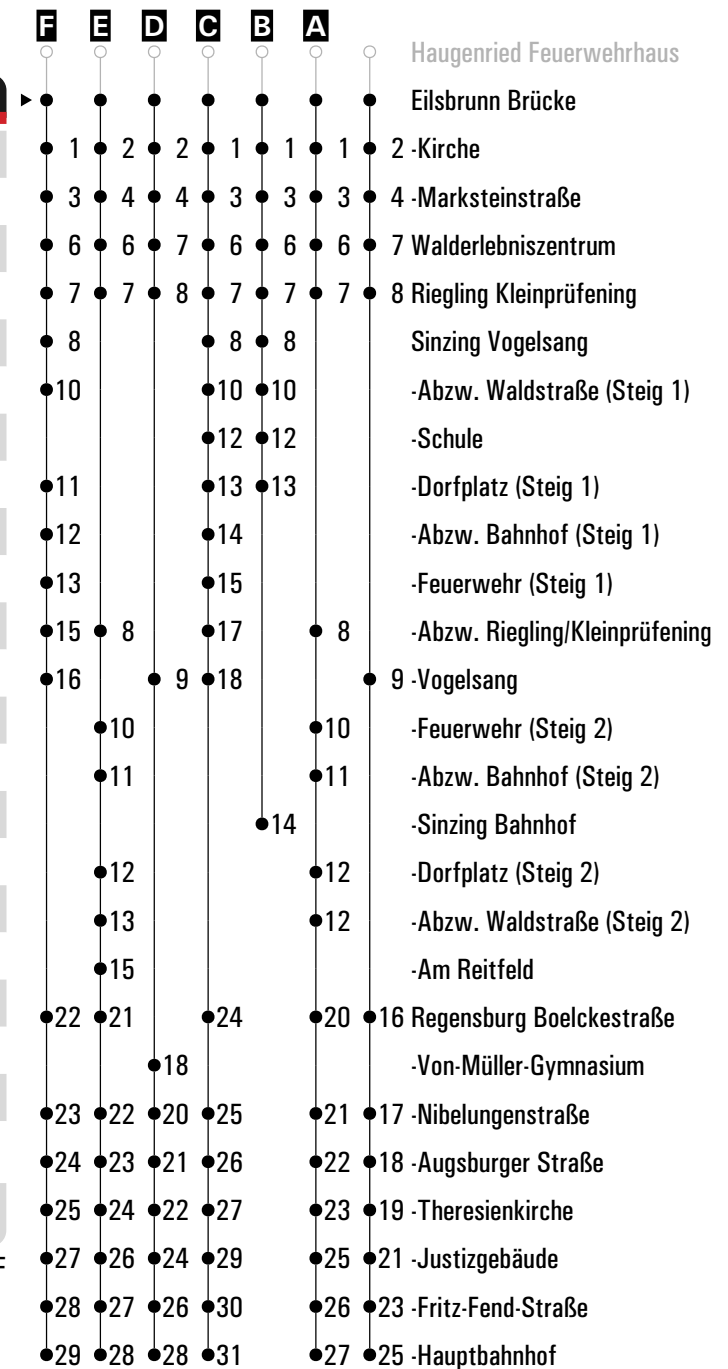 F E D C B A
Haugenried Feuerwehrhaus
Eilsbrunn Brücke
1 2 2 1 1 1 2 -Kirche
3 4 4 3 3 3 4 -Marksteinstraße
6 6 7 6 6 6 7 Walderlebniszentrum
7 7 8 7 7 7 8 Riegling Kleinprüfening
8 8 8 Sinzing Vogelsang
10 10 10 -Abzw. Waldstraße (Steig 1)
12 12 -Schule
11 13 13 -Dorfplatz (Steig 1)
12 14 -Abzw. Bahnhof (Steig 1)
13 15 -Feuerwehr (Steig 1)
15 8 17 8 -Abzw. Riegling/Kleinprüfening
16 9 18 9 -Vogelsang
10 10 -Feuerwehr (Steig 2)
11 11 -Abzw. Bahnhof (Steig 2)
14 -Sinzing Bahnhof
12 12 -Dorfplatz (Steig 2)
13 12 -Abzw. Waldstraße (Steig 2)
15 -Am Reitfeld
22 21 24 20 16 Regensburg Boelckestraße
18 -Von-Müller-Gymnasium
23 22 20 25 21 17 -Nibelungenstraße
24 23 21 26 22 18 -Augsburger Straße
25 24 22 27 23 19 -Theresienkirche
27 26 24 29 25 21 -Justizgebäude
28 27 26 30 26 23 -Fritz-Fend-Straße
29 28 28 31 27 25 -Hauptbahnhof